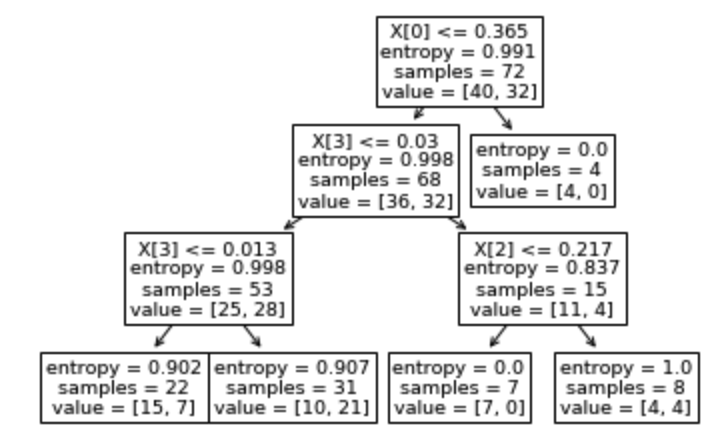 X[0] <= 0.365
entropy = 0.991
samples = 72
value = [40, 32]
X[3] <= 0.03
entropy = 0.998
samples = 68
value = [36, 32]
entropy = 0.0
samples = 4
value = [4, 0]
X[3] <= 0.013
entropy = 0.998
samples = 53
value = [25, 28]
X[2] <= 0.217
entropy = 0.837
samples = 15
value = [11, 4]
entropy = 0.902
samples = 22
value = [15, 7]
entropy = 0.907
samples = 31
value = [10, 21]
entropy = 0.0
samples = 7
value = [7, 0]
entropy = 1.0
samples = 8
value = [4, 4]